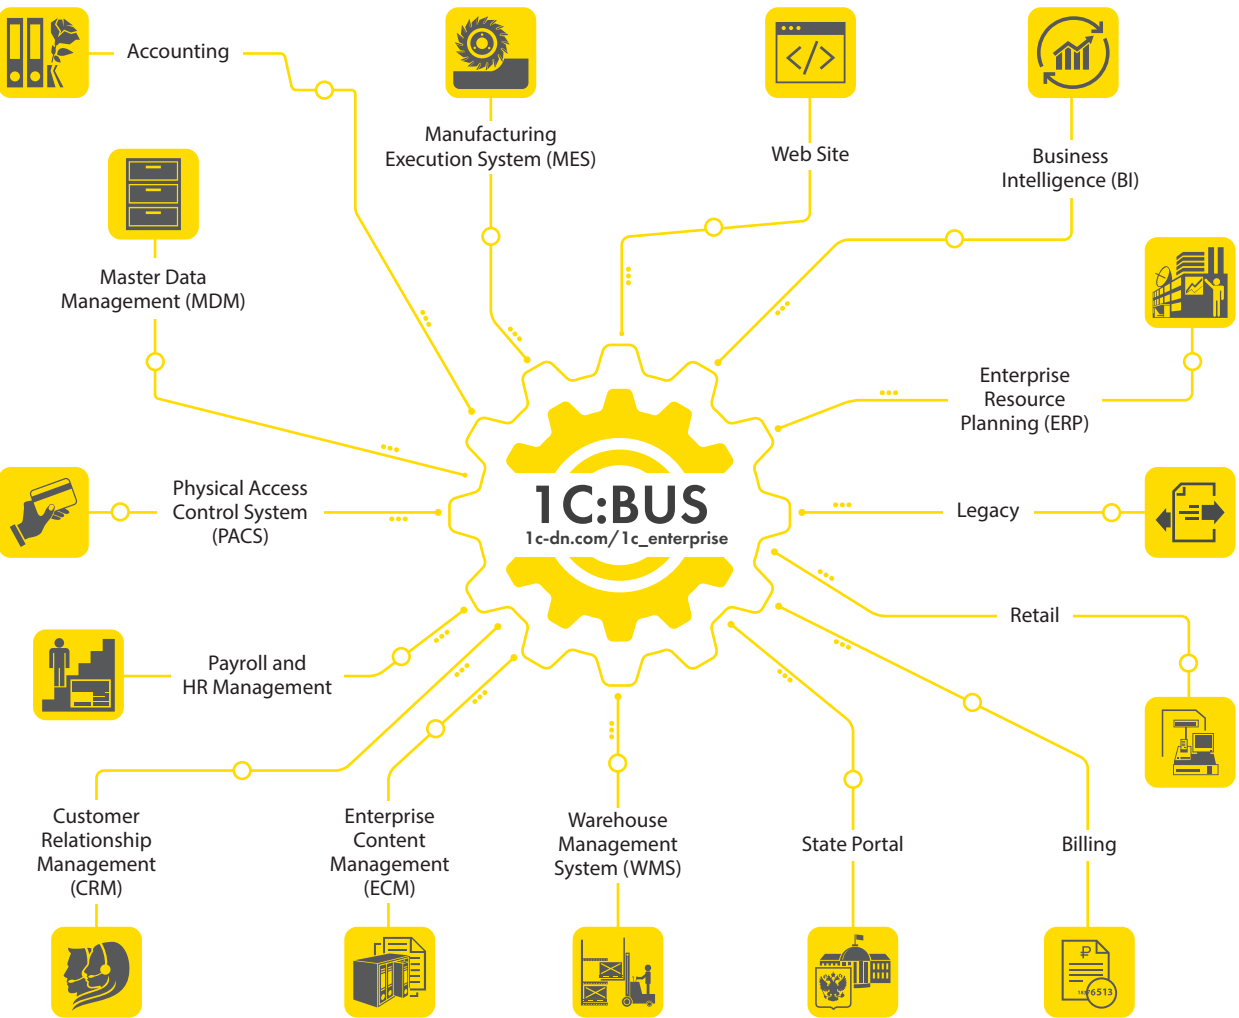 Accounting
Manufacturing
Execution System (MES)
Web Site
Business
Intelligence (BI)
Master Data
Management (MDM)
Enterprise
Resource
Planning (ERP)
Physical Access
Control System
(PACS)
1C:BUS
1c-dn.com/1c_enterprise
Legacy
Retail
Payroll and
HR Management
Customer
Relationship
Management
(CRM)
Enterprise
Content
Management
(ECM)
Warehouse
Management
System (WMS)
State Portal
Billing